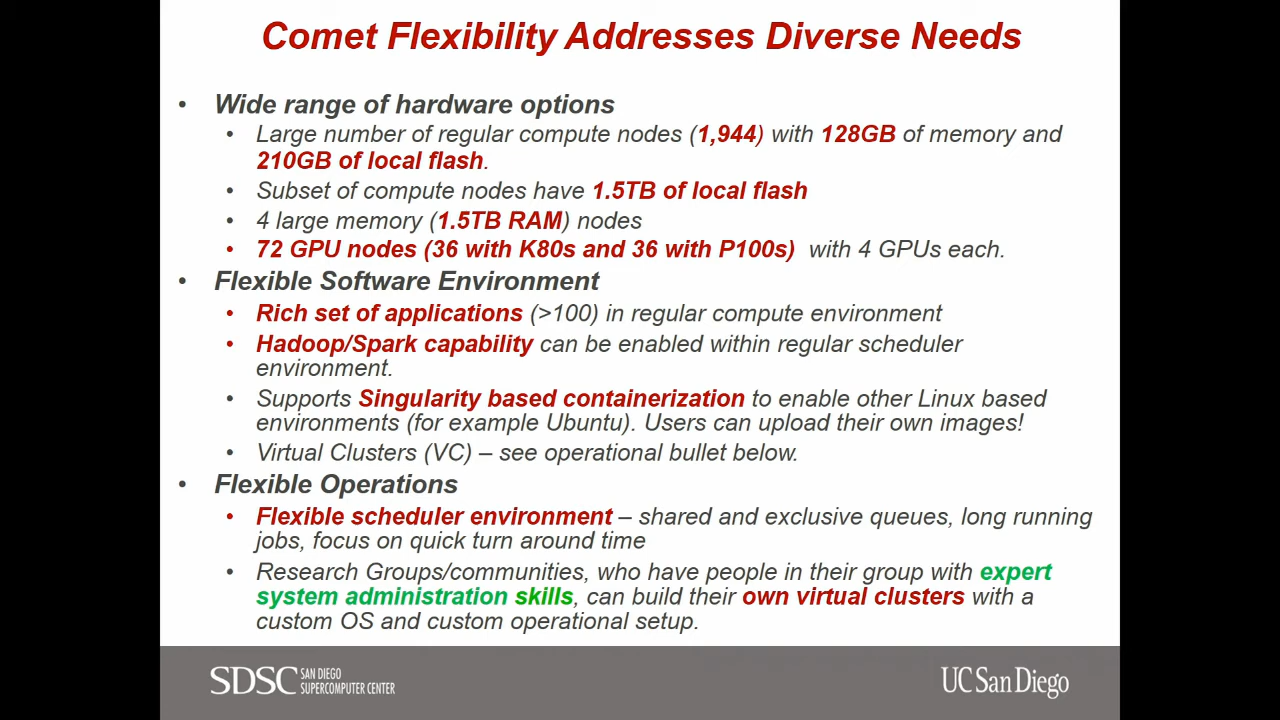 Comet Flexibility Addresses Diverse Needs
• Wide range of hardware options
• Large number of regular compute nodes (1,944) with 128GB of memory and
210GB of local flash.
• Subset of compute nodes have 1.5TB of local flash
• 4 large memory (1.5TB RAM) nodes
• 72 GPU nodes (36 with K80s and 36 with P100s) with 4 GPUs each.
• Flexible Software Environment
• Rich set of applications (>100) in regular compute environment
• Hadoop/Spark capability can be enabled within regular scheduler
environment.
• Supports Singularity based containerization to enable other Linux based
environments (for example Ubuntu). Users can upload their own images!
• Virtual Clusters (VC) – see operational bullet below.
• Flexible Operations
• Flexible scheduler environment – shared and exclusive queues, long running
jobs, focus on quick turn around time
• Research Groups/communities, who have people in their group with expert
system administration skills, can build their own virtual clusters with a
custom OS and custom operational setup.
SDSC SAN DIEGO
SUPERCOMPUTER CENTER
UC San Diego